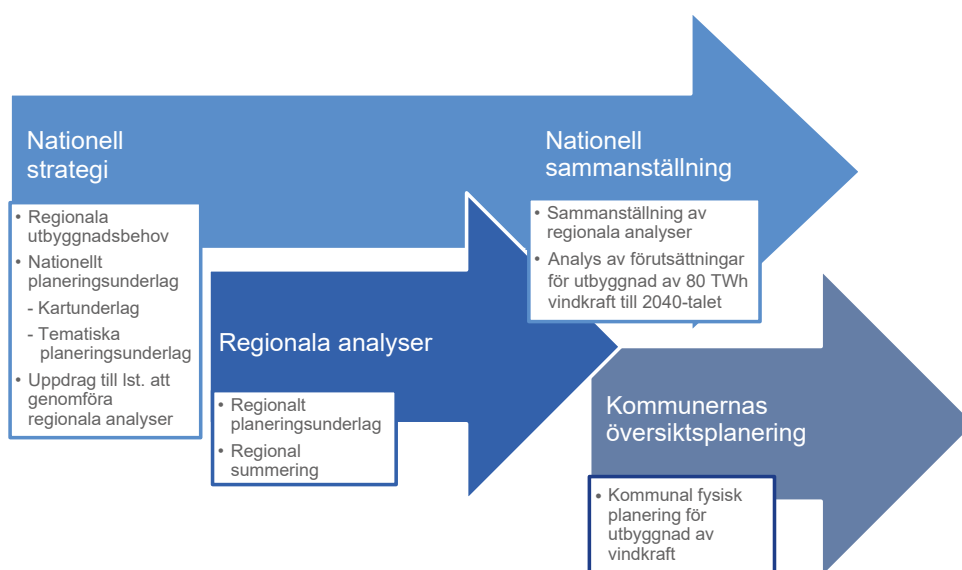 Nationell
strategi
• Regionala
utbyggnadsbehov
• Nationellt
planeringsunderlag
- Kartunderlag
- Tematiska
planeringsunderlag
• Uppdrag till lst. att
genomföra
regionala analyser
Regionala analyser
• Regionalt
planeringsunderlag
• Regional
summering
Nationell
sammanställning
• Sammanställning av
regionala analyser
• Analys av förutsättningar
för utbyggnad av 80 TWh
vindkraft till 2040-talet
Kommunernas
översiktsplanering
• Kommunal fysisk
planering för
utbyggnad av
vindkraft